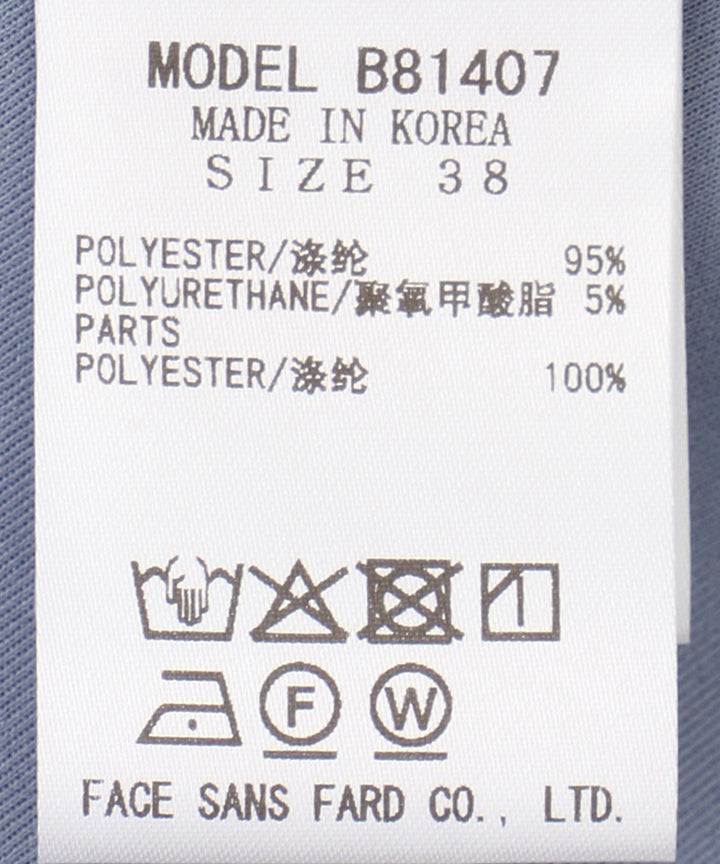 MODEL B81407
MADE IN KOREA
SIZE 38
POLYESTER/涤纶 95%
POLYURETHANE/聚氧甲酸脂 5%
PARTS
POLYESTER/涤纶 100%
F W
FACE SANS FARD CO., LTD.